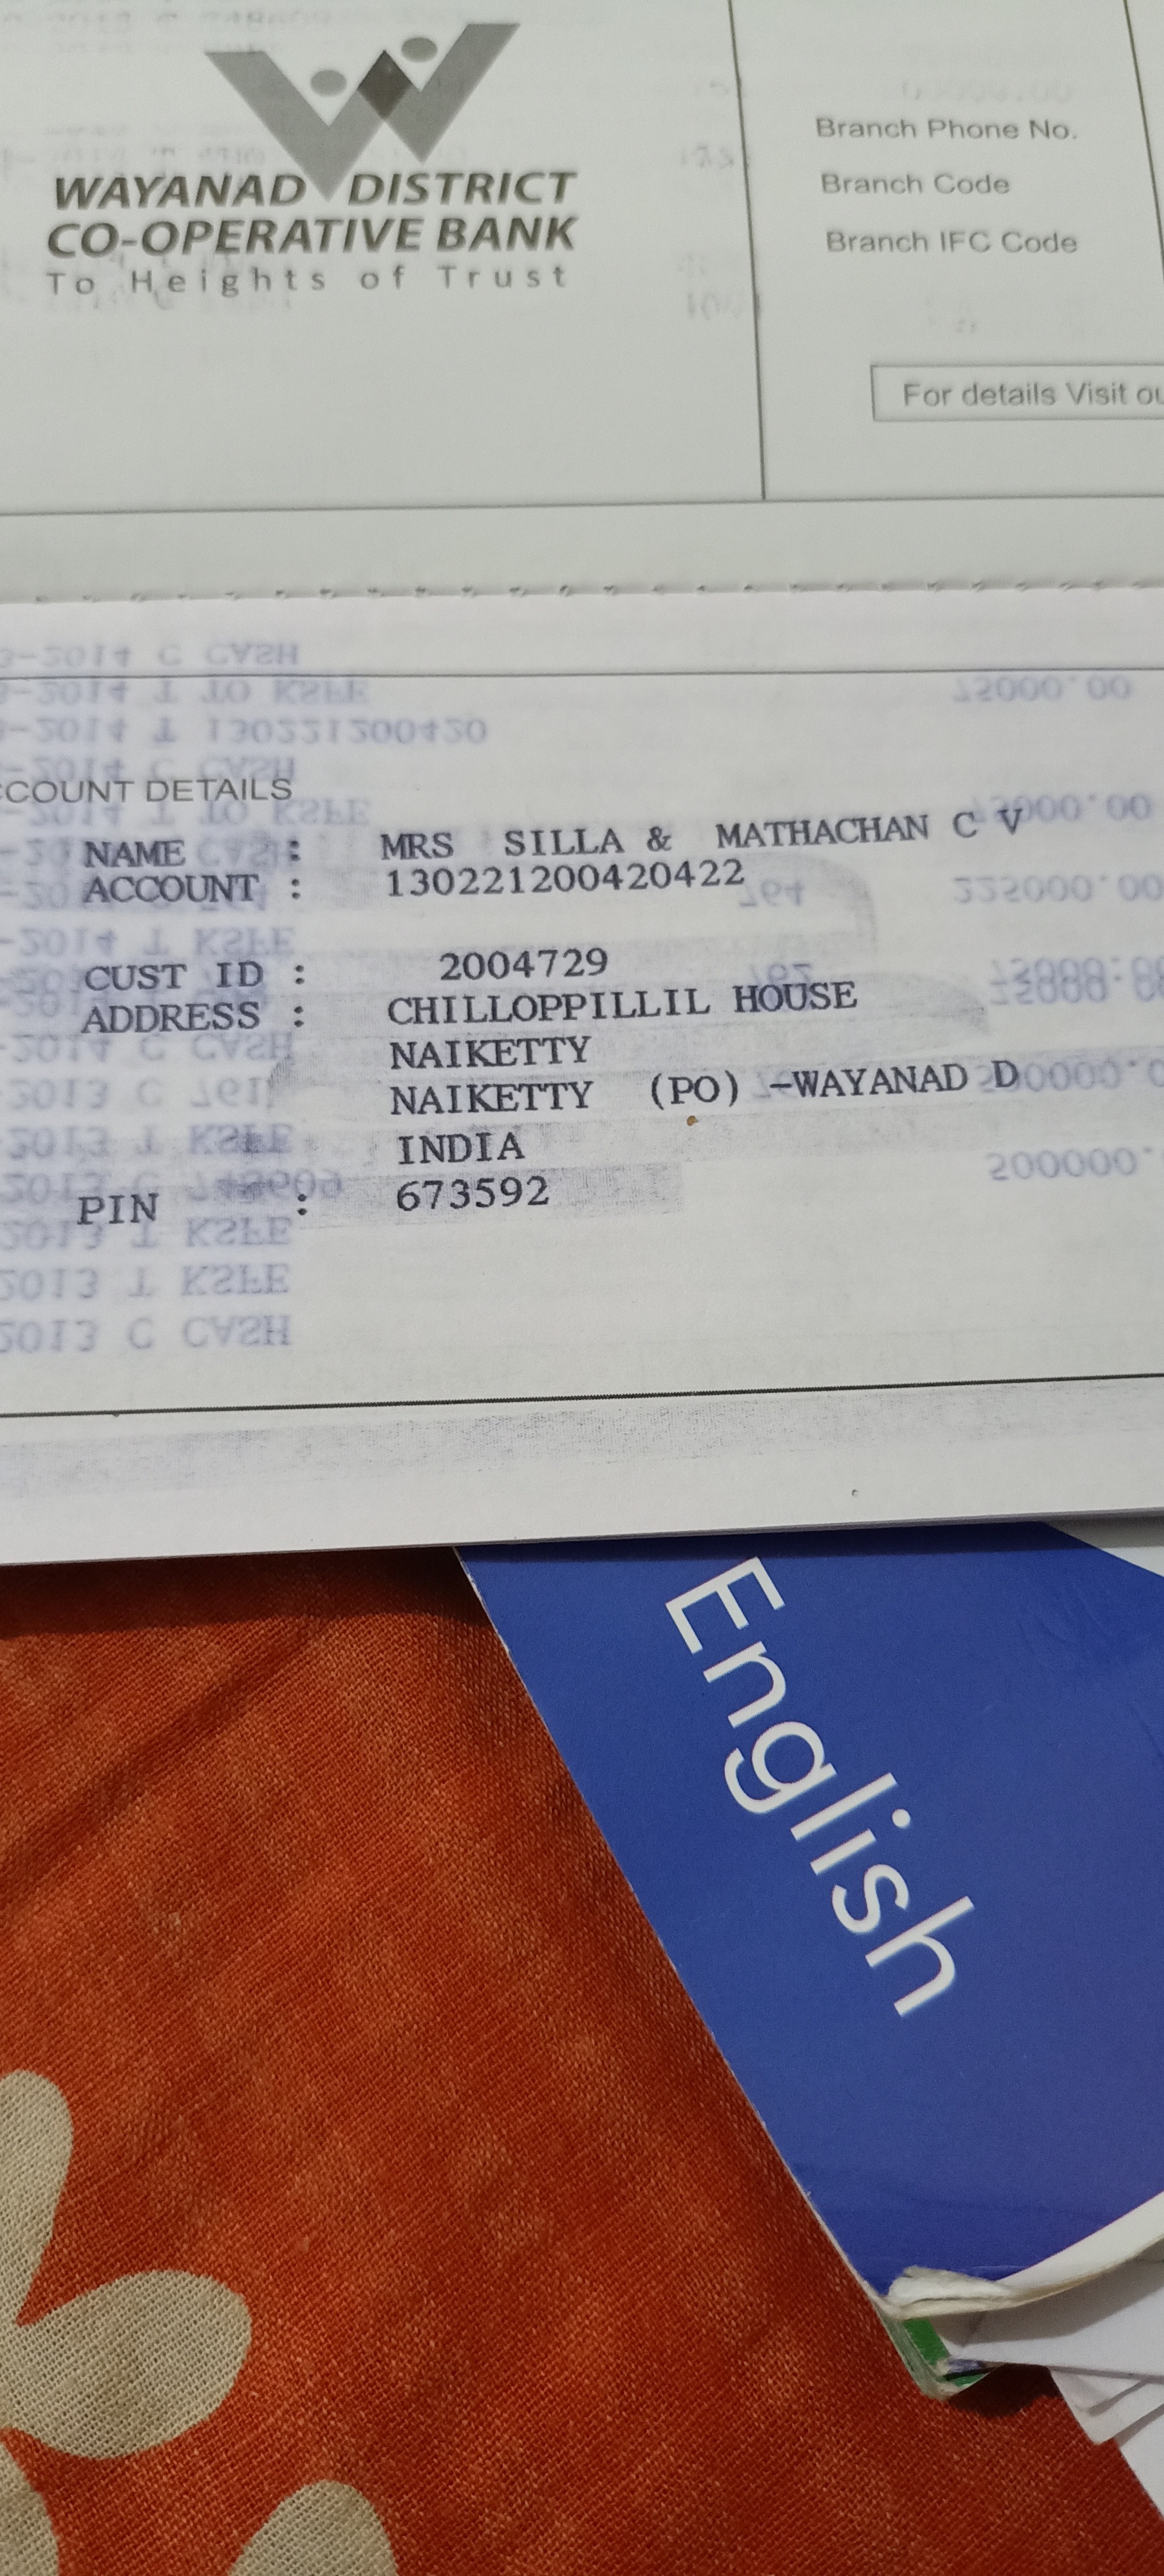 WAYANAD DISTRICT
CO-OPERATIVE BANK
To Heights of Trust
Branch Phone No.
Branch Code
Branch IFC Code
For details Visit
COUNT DETAILS
NAME : MRS SILLA & MATHACHAN C V
ACCOUNT : 130221200420422
CUST ID : 2004729
ADDRESS : CHILLOPPILLIL HOUSE
NAIKETTY
NAIKETTY (PO) -WAYANAD D
INDIA
PIN : 673592
English